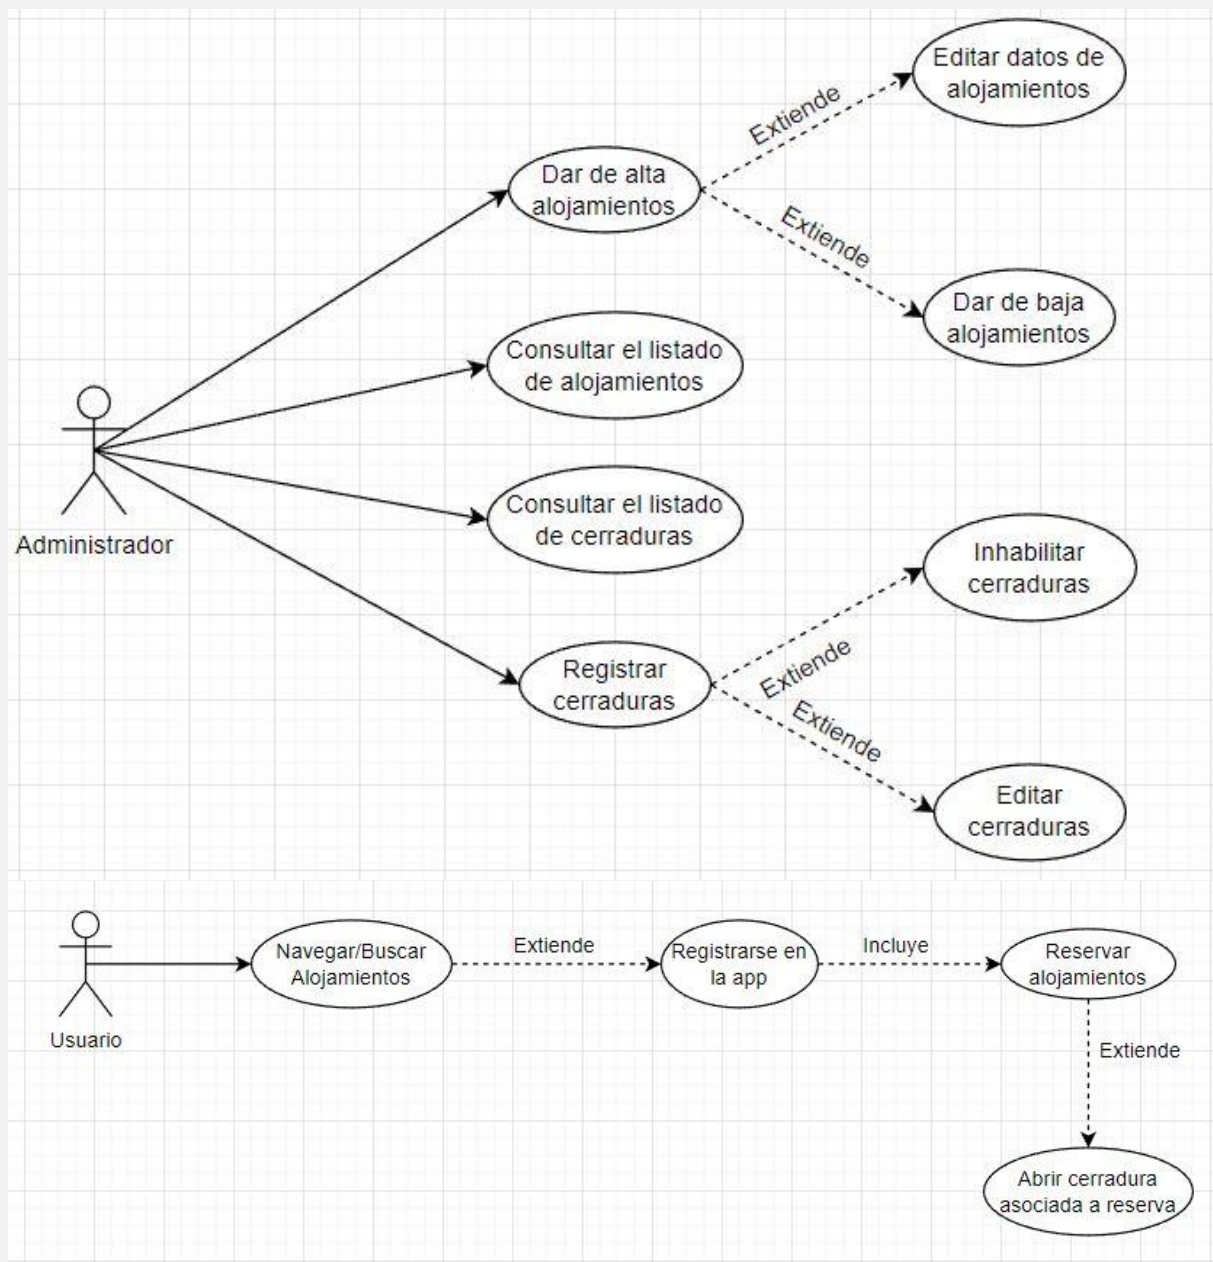 Editar datos de
alojamientos
Extiende
Dar de alta
alojamientos
Extiende
Dar de baja
alojamientos
Consultar el listado
de alojamientos
Administrador
Consultar el listado
de cerraduras
Inhabilitar
cerraduras
Extiende
Registrar
cerraduras
Extiende
Editar
cerraduras
Usuario
Navegar/Buscar
Alojamientos
Extiende
Registrarse en
la app
Incluye
Reservar
alojamientos
Extiende
Abrir cerradura
asociada a reserva